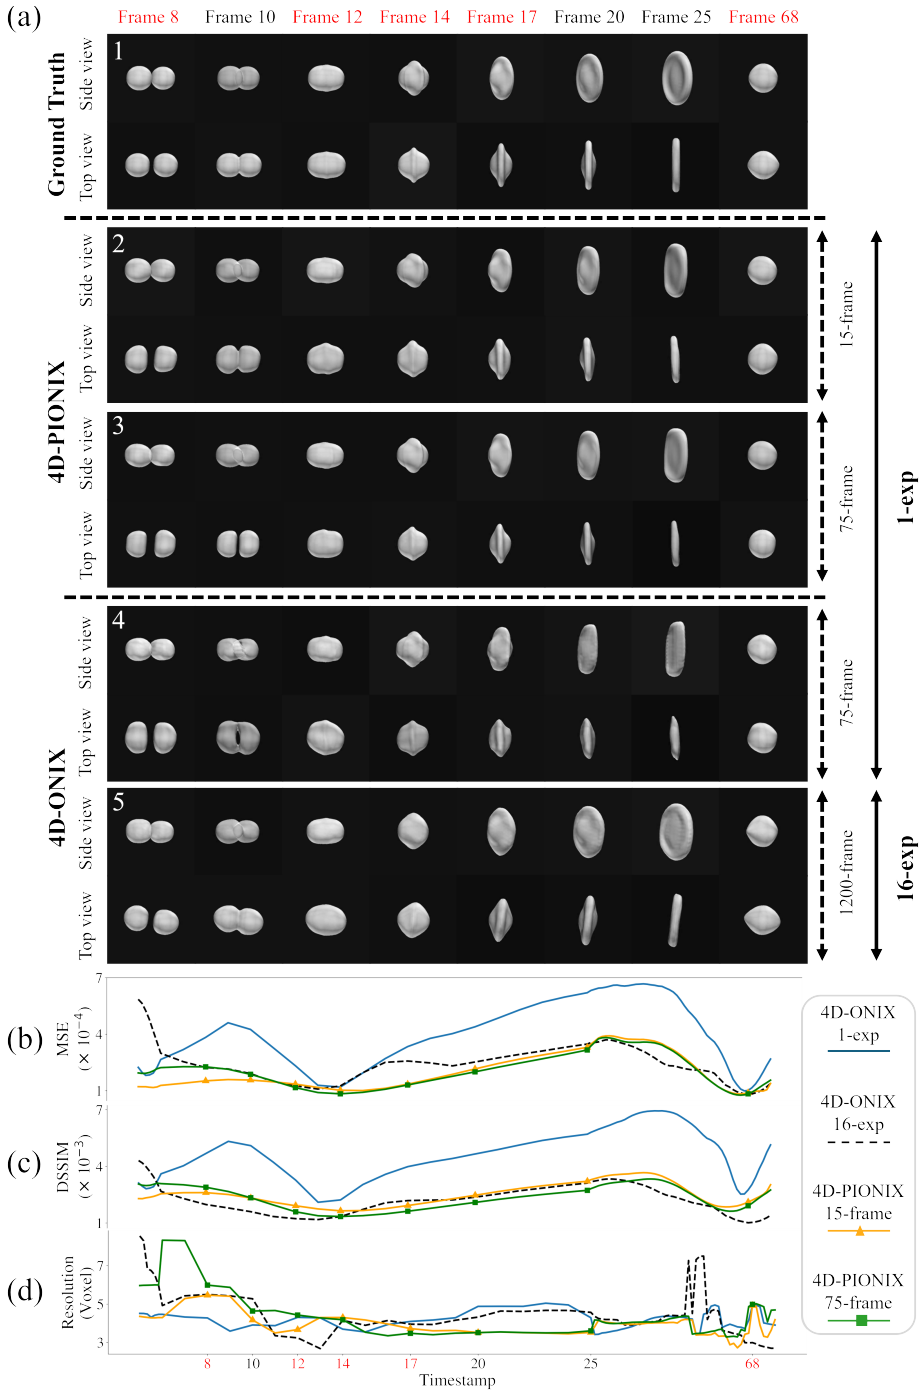 (a)
Frame 8 Frame 10 Frame 12 Frame 14 Frame 17 Frame 20 Frame 25 Frame 68
Ground Truth
Side view
Top view
1
4D-PIONIX
Side view
Top view
2
15-frame
Side view
Top view
3
75-frame
1-exp
4D-ONIX
Side view
Top view
4
75-frame
Side view
Top view
5
1200-frame
16-exp
(b)
MSE
(× 10⁻⁴)
7
4
1
(c)
DSSIM
(× 10⁻³)
7
4
1
(d)
Resolution
(Voxel)
7
5
3
8 10 12 14 17 20 25 68
Timestamp
4D-ONIX
1-exp
4D-ONIX
16-exp
4D-PIONIX
15-frame
4D-PIONIX
75-frame